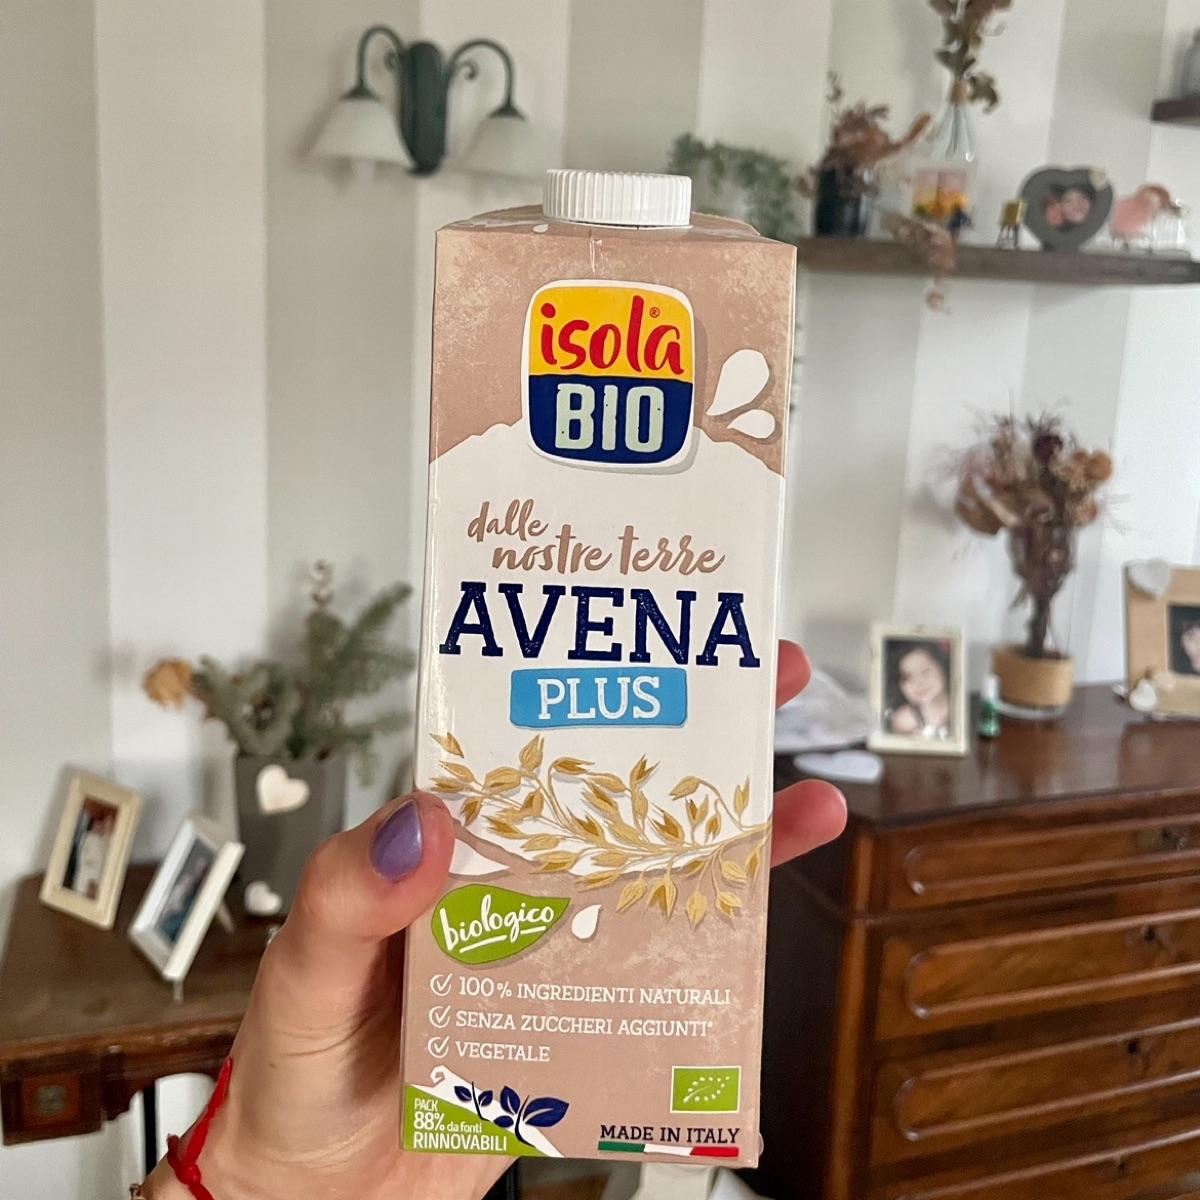 isola®
BIO
dalle
nostre terre
AVENA
PLUS
biologico
100% INGREDIENTI NATURALI
SENZA ZUCCHERI AGGIUNTI*
VEGETALE
PACK
88% da fonti
RINNOVABILI
MADE IN ITALY